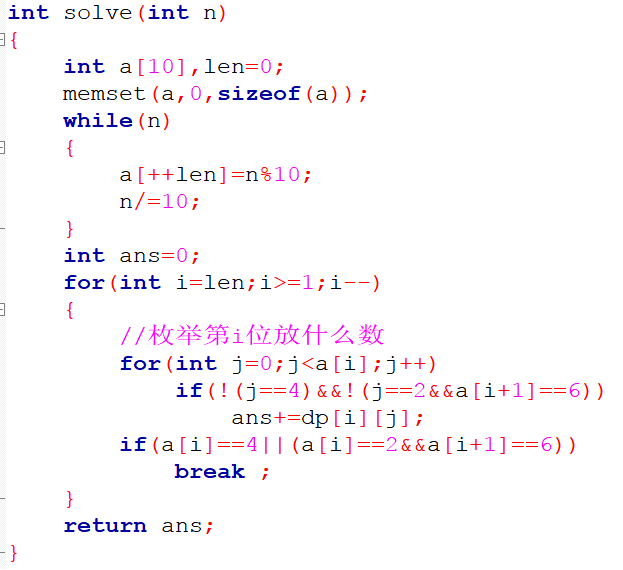 int solve(int n)
{
    int a[10],len=0;
    memset(a,0,sizeof(a));
    while(n)
    {
        a[++len]=n%10;
        n/=10;
    }
    int ans=0;
    for(int i=len;i>=1;i--)
    {
        //枚举第i位放什么数
        for(int j=0;j<a[i];j++)
            if(!(j==4)&&!(j==2&&a[i+1]==6))
                ans+=dp[i][j];
        if(a[i]==4||(a[i]==2&&a[i+1]==6))
            break ;
    }
    return ans;
}